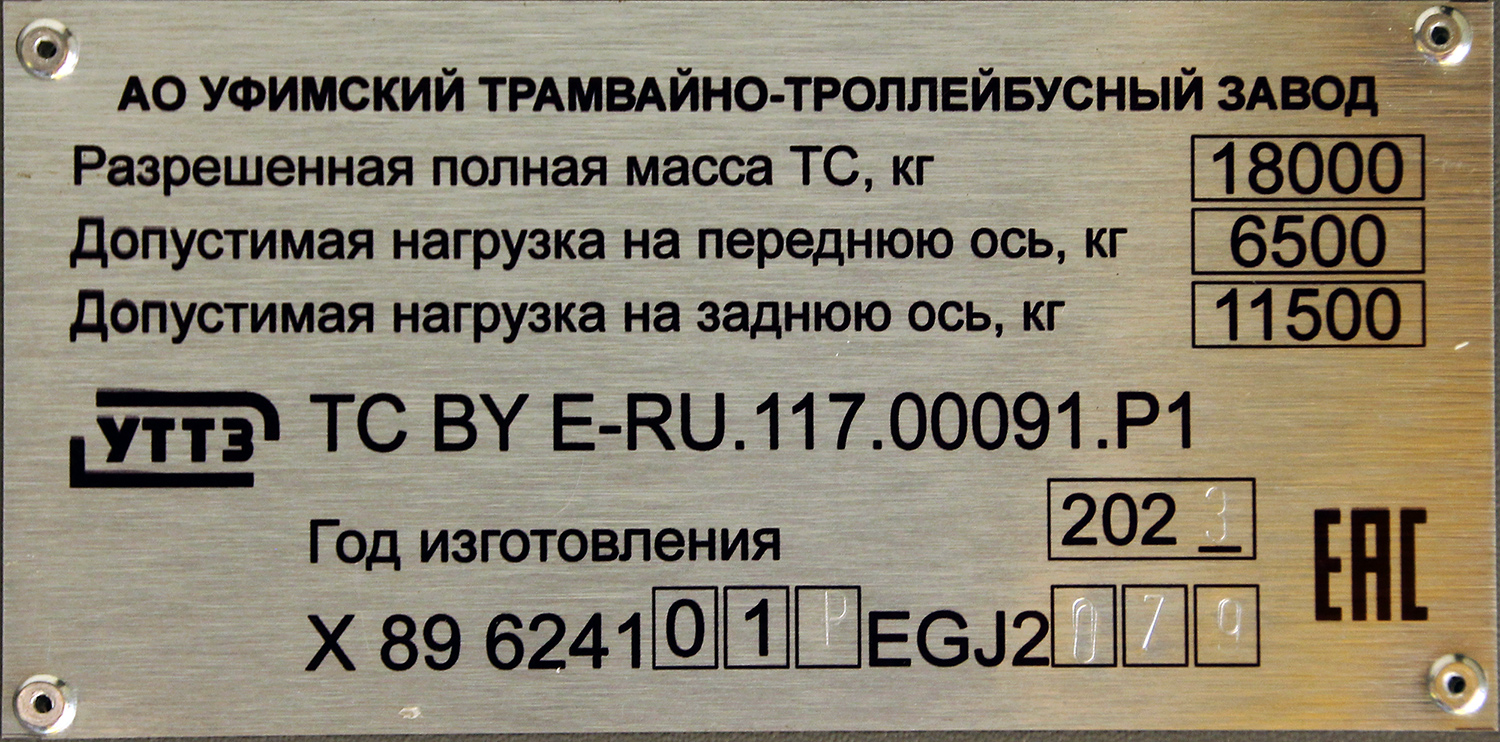 АО УФИМСКИЙ ТРАМВАЙНО-ТРОЛЛЕЙБУСНЫЙ ЗАВОД
Разрешенная полная масса ТС, кг 18000
Допустимая нагрузка на переднюю ось, кг 6500
Допустимая нагрузка на заднюю ось, кг 11500
УТТЗ ТС BY E-RU.117.00091.P1
Год изготовления 2023
X 89 624101PEGJ2079
EAC